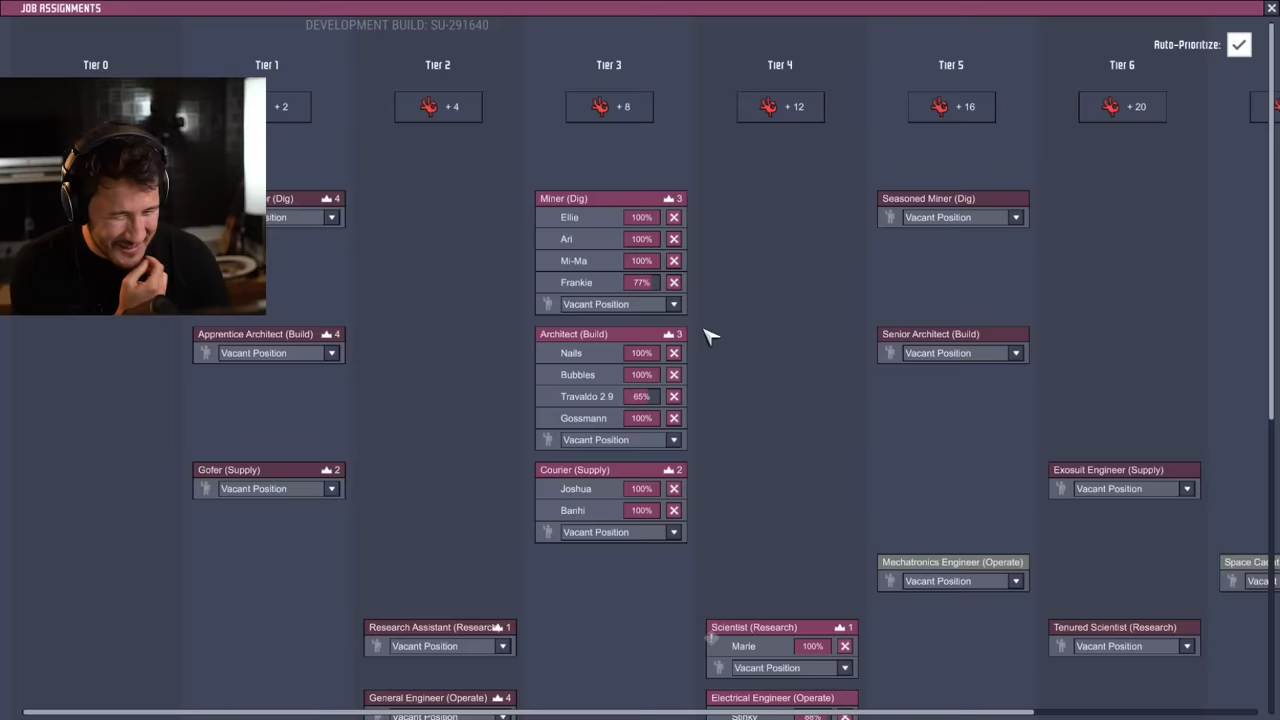 JOB ASSIGNMENTS
DEVELOPMENT BUILD: SU-291640
Auto-Prioritize:
Tier 0 Tier 1 Tier 2 Tier 3 Tier 4 Tier 5 Tier 6
+ 2 + 4 + 8 + 12 + 16 + 20
(Dig) 4 Miner (Dig) 3 Seasoned Miner (Dig)
Ellie 100% Vacant Position
Ari 100%
Mi-Ma 100%
Frankie 77%
Vacant Position
Apprentice Architect (Build) 4 Architect (Build) 3 Senior Architect (Build)
Vacant Position Nails 100% Vacant Position
Bubbles 100%
Travaldo 2.9 65%
Gossmann 100%
Vacant Position
Gofer (Supply) 2 Courier (Supply) 2 Exosuit Engineer (Supply)
Vacant Position Joshua 100% Vacant Position
Banhi 100%
Vacant Position
Mechatronics Engineer (Operate) Space
Vacant Position
Research Assistant 1 Scientist (Research) 1 Tenured Scientist (Research)
Vacant Position Marie 100% Vacant Position
Vacant Position
General Engineer (Operate) 4 Electrical Engineer (Operate)
Vacant Position Stinky 86%